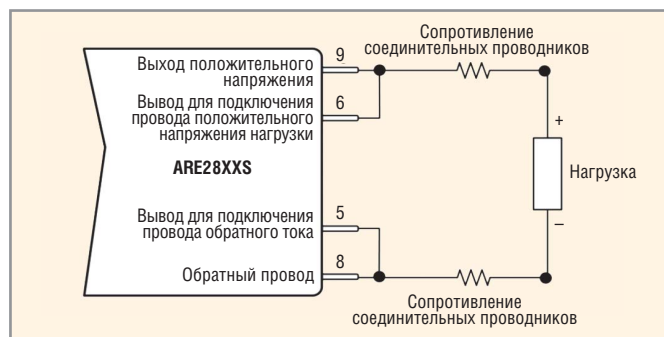 Сопротивление
соединительных проводников
Выход положительного
напряжения
9
Вывод для подключения
провода положительного
напряжения нагрузки
6
ARE28XXS
+
Нагрузка
–
Вывод для подключения
провода обратного тока
5
Обратный провод
8
Сопротивление
соединительных проводников